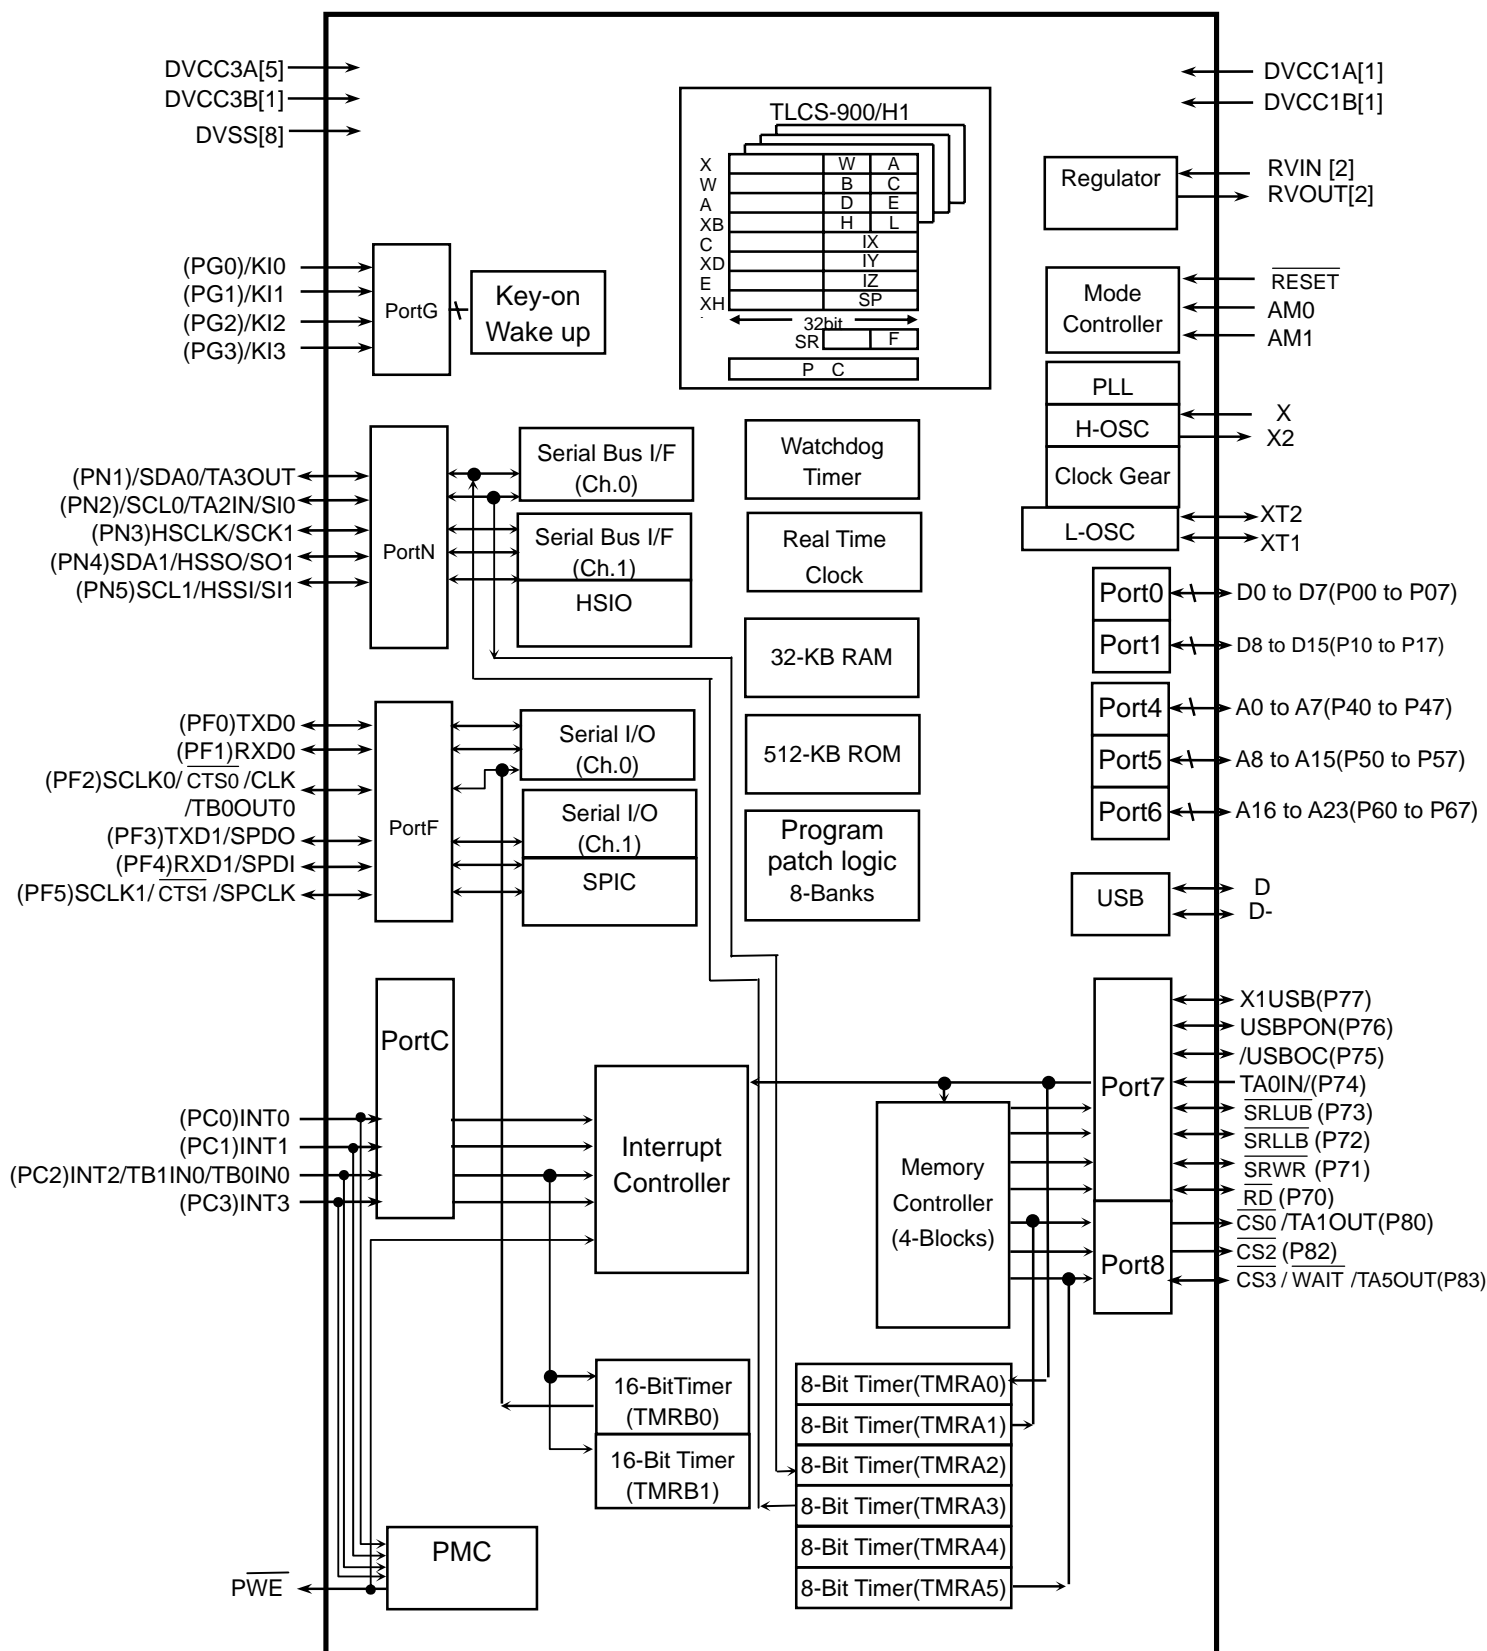 DVCC3A[5]
DVCC3B[1]
DVSS[8]
TLCS-900/H1
X
W
A
XB
C
XD
E
XH
W A
B C
D E
H L
IX
IY
IZ
SP
32bit
SR F
P C
DVCC1A[1]
DVCC1B[1]
Regulator
RVIN [2]
RVOUT[2]
(PG0)/KI0
(PG1)/KI1
(PG2)/KI2
(PG3)/KI3
PortG
Key-on
Wake up
Mode
Controller
RESET
AM0
AM1
PLL
H-OSC
Clock Gear
L-OSC
X
X2
XT2
XT1
(PN1)/SDA0/TA3OUT
(PN2)/SCL0/TA2IN/SI0
(PN3)HSCLK/SCK1
(PN4)SDA1/HSSO/SO1
(PN5)SCL1/HSSI/SI1
PortN
Serial Bus I/F
(Ch.0)
Serial Bus I/F
(Ch.1)
HSIO
Watchdog
Timer
Real Time
Clock
32-KB RAM
512-KB ROM
Program
patch logic
8-Banks
Port0
D0 to D7(P00 to P07)
Port1
D8 to D15(P10 to P17)
Port4
A0 to A7(P40 to P47)
Port5
A8 to A15(P50 to P57)
Port6
A16 to A23(P60 to P67)
(PF0)TXD0
(PF1)RXD0
(PF2)SCLK0/ CTS0 /CLK
/TB0OUT0
(PF3)TXD1/SPDO
(PF4)RXD1/SPDI
(PF5)SCLK1/ CTS1 /SPCLK
PortF
Serial I/O
(Ch.0)
Serial I/O
(Ch.1)
SPIC
USB
D
D-
PortC
(PC0)INT0
(PC1)INT1
(PC2)INT2/TB1IN0/TB0IN0
(PC3)INT3
Interrupt
Controller
Memory
Controller
(4-Blocks)
Port7
Port8
X1USB(P77)
USBPON(P76)
/USBOC(P75)
TA0IN/(P74)
SRLUB (P73)
SRLLB (P72)
SRWR (P71)
RD (P70)
CS0 /TA1OUT(P80)
CS2 (P82)
CS3 / WAIT /TA5OUT(P83)
16-BitTimer
(TMRB0)
16-Bit Timer
(TMRB1)
8-Bit Timer(TMRA0)
8-Bit Timer(TMRA1)
8-Bit Timer(TMRA2)
8-Bit Timer(TMRA3)
8-Bit Timer(TMRA4)
8-Bit Timer(TMRA5)
PMC
PWE